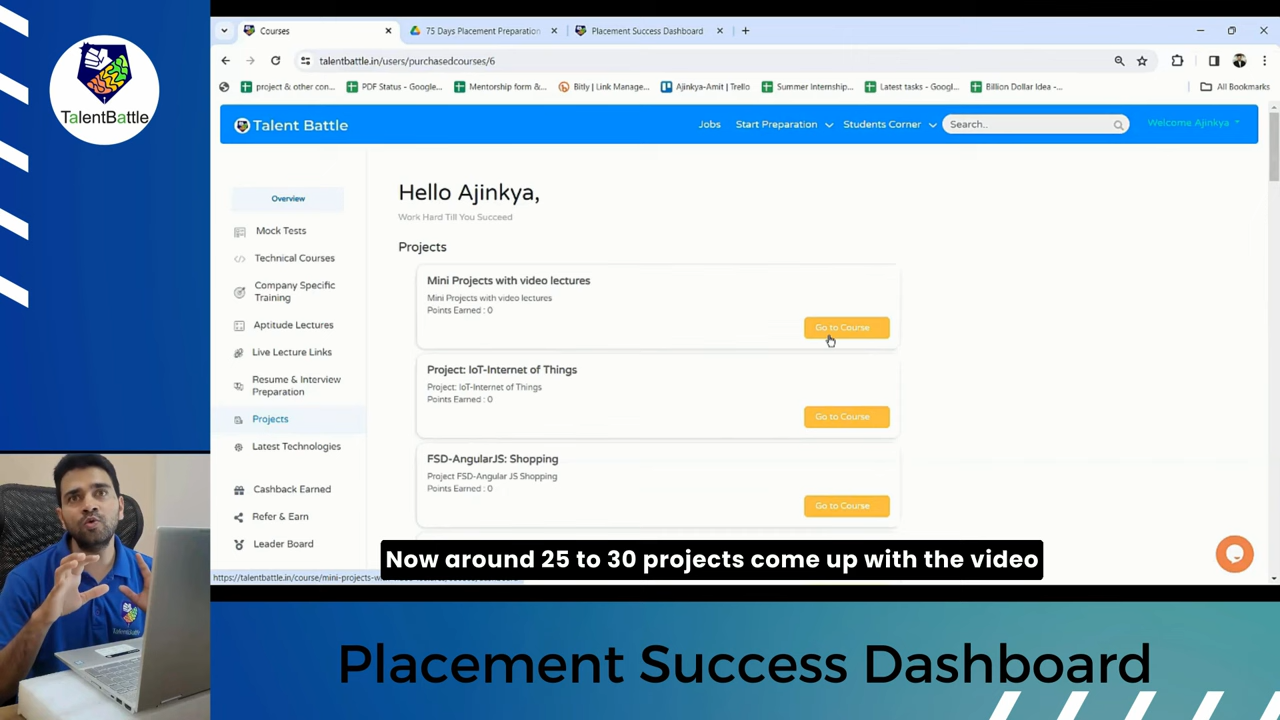 TalentBattle
Courses
75 Days Placement Preparation
Placement Success Dashboard
talentbattle.in/users/purchasedcourses/6
project & other con...
PDF Status - Google...
Mentorship form &...
Bitly | Link Manage...
Ajinkya-Amit | Trello
Summer Internship...
Latest tasks - Googl...
Billion Dollar Idea -...
All Bookmarks
Talent Battle
Jobs
Start Preparation
Students Corner
Search..
Welcome Ajinkya
Overview
Mock Tests
Technical Courses
Company Specific
Training
Aptitude Lectures
Live Lecture Links
Resume & Interview
Preparation
Projects
Latest Technologies
Cashback Earned
Refer & Earn
Leader Board
Hello Ajinkya,
Work Hard Till You Succeed
Projects
Mini Projects with video lectures
Mini Projects with video lectures
Points Earned : 0
Go to Course
Project: IoT-Internet of Things
Project: IoT-Internet of Things
Points Earned : 0
Go to Course
FSD-AngularJS: Shopping
Project FSD-Angular JS Shopping
Points Earned : 0
Go to Course
Now around 25 to 30 projects come up with the video
TalentBattle
Placement Success Dashboard